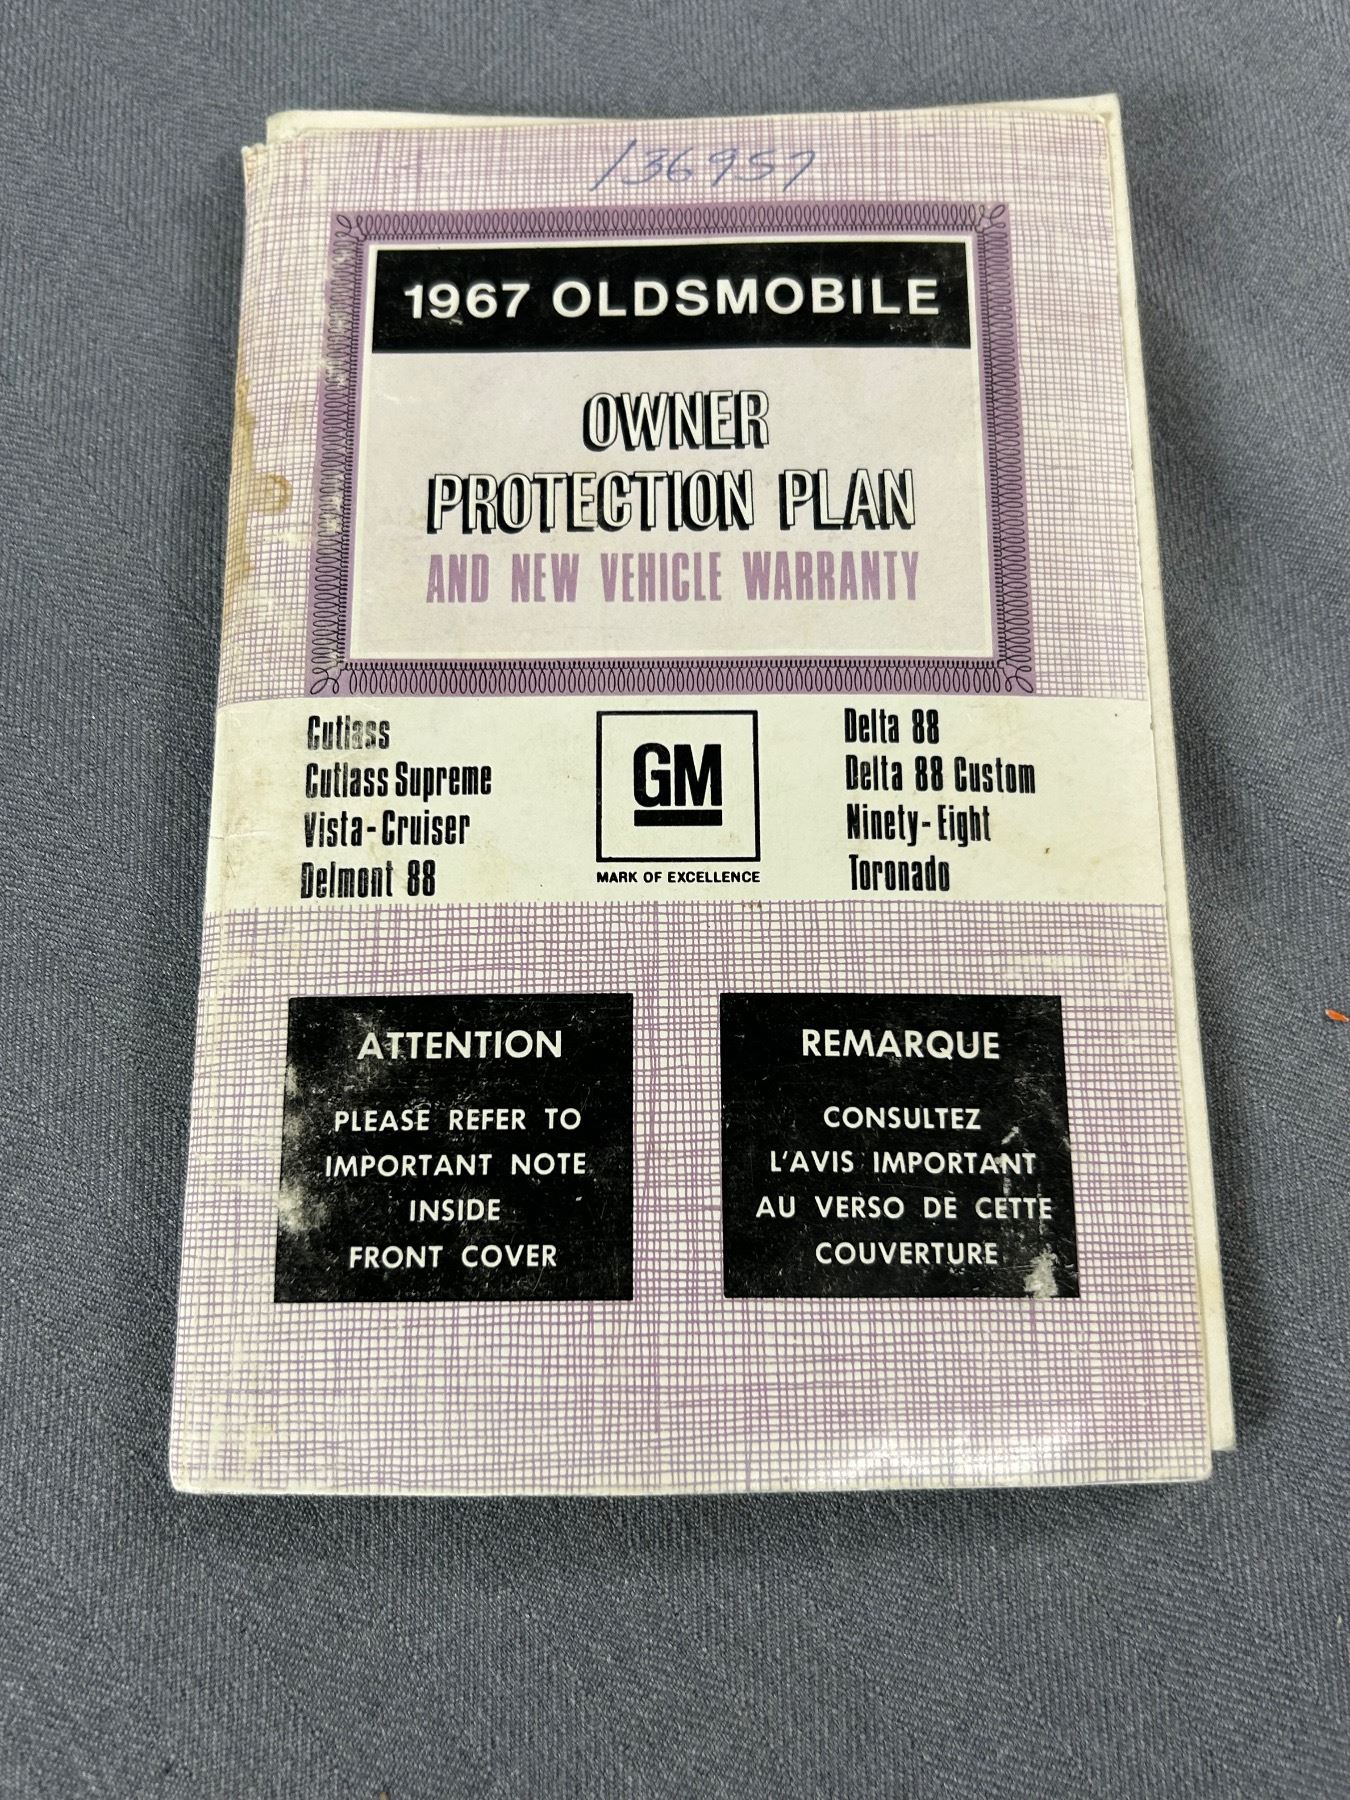 136957
1967 OLDSMOBILE
OWNER
PROTECTION PLAN
AND NEW VEHICLE WARRANTY
Cutlass
Cutlass Supreme
Vista-Cruiser
Delmont 88
GM
MARK OF EXCELLENCE
Delta 88
Delta 88 Custom
Ninety-Eight
Toronado
ATTENTION
PLEASE REFER TO
IMPORTANT NOTE
INSIDE
FRONT COVER
REMARQUE
CONSULTEZ
L'AVIS IMPORTANT
AU VERSO DE CETTE
COUVERTURE